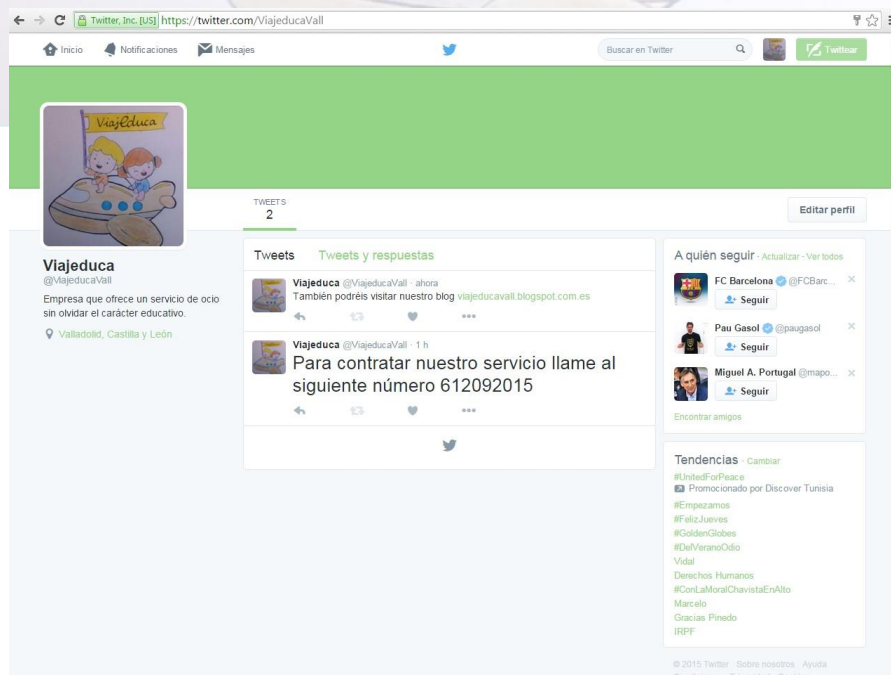 Twitter, Inc. [US] https://twitter.com/ViajeducaVall
Inicio Notificaciones Mensajes Buscar en Twitter Twittear
ViajEduca
TWEETS
2
Editar perfil
Viajeduca
@ViajeducaVall
Empresa que ofrece un servicio de ocio
sin olvidar el carácter educativo.
Valladolid, Castilla y León
Tweets Tweets y respuestas
Viajeduca @ViajeducaVall · ahora
También podréis visitar nuestro blog viajeducavall.blogspot.com.es
Viajeduca @ViajeducaVall · 1 h
Para contratar nuestro servicio llame al
siguiente número 612092015
A quién seguir · Actualizar · Ver todos
FC Barcelona @FCBarc...
Seguir
Pau Gasol @paugasol
Seguir
Miguel A. Portugal @mapo...
Seguir
Encontrar amigos
Tendencias · Cambiar
#UnitedForPeace
Promocionado por Discover Tunisia
#Empezamos
#FelizJueves
#GoldenGlobes
#DelVeranoOdio
Vidal
Derechos Humanos
#ConLaMoralChavistaEnAlto
Marcelo
Gracias Pinedo
IRPF
© 2015 Twitter Sobre nosotros Ayuda